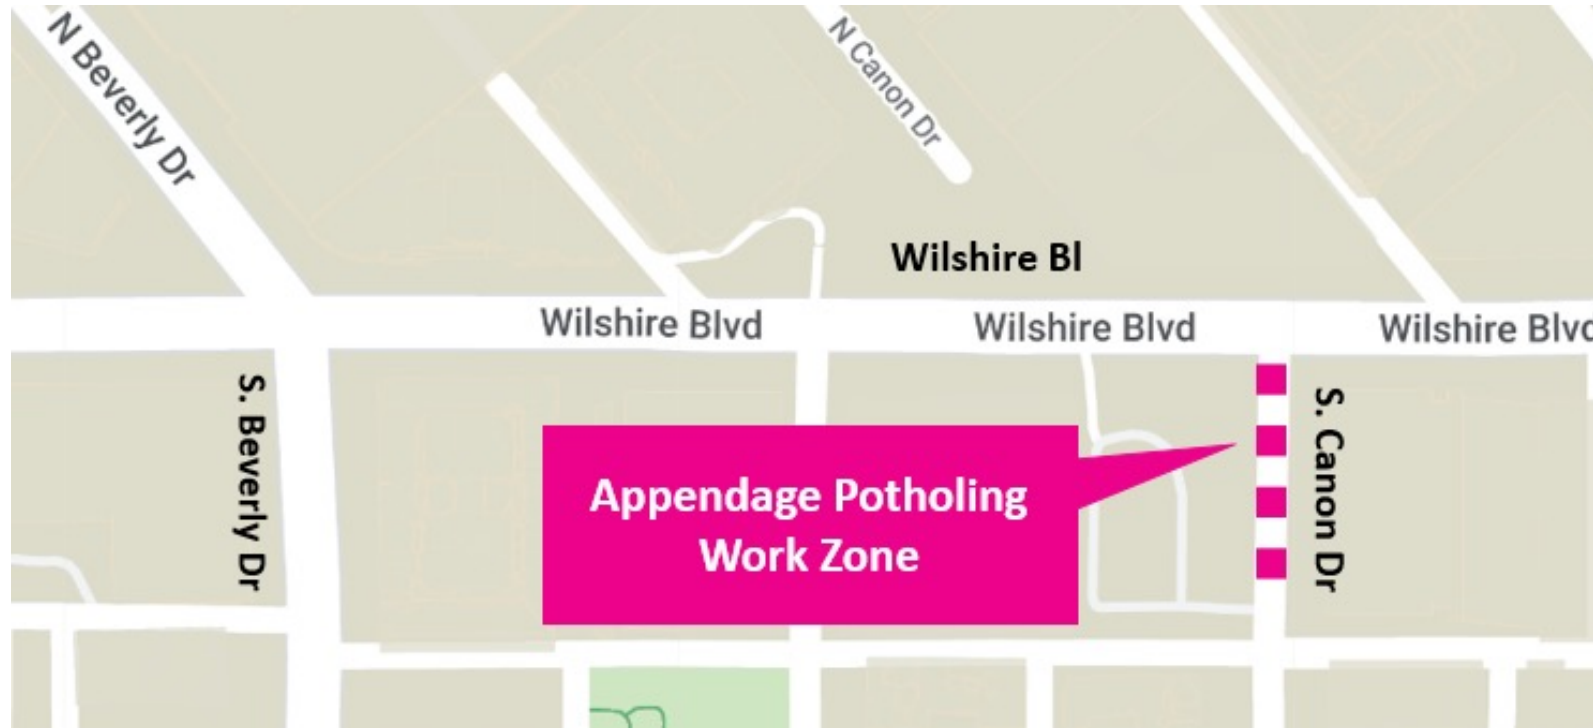 N Beverly Dr
N Canon Dr
Wilshire Bl
Wilshire Blvd
Wilshire Blvd
Wilshire Blvd
S. Beverly Dr
S. Canon Dr
Appendage Potholing
Work Zone